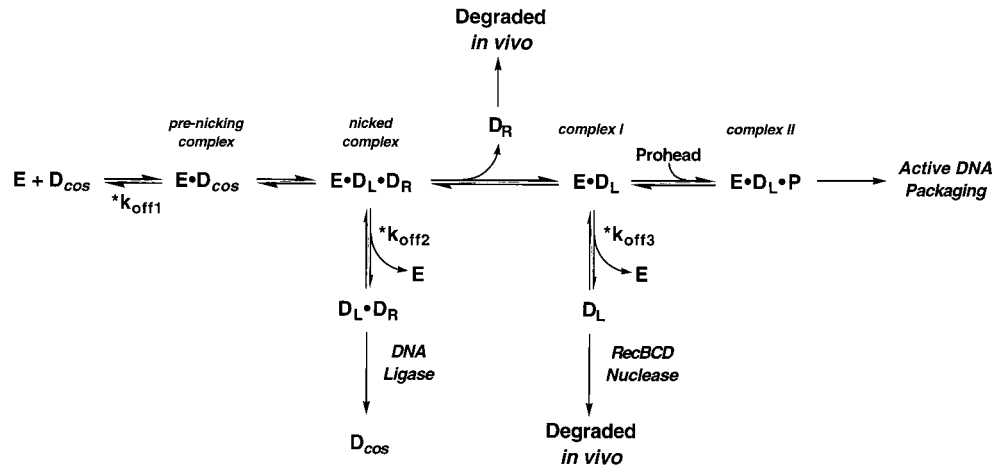 Degraded
in vivo
pre-nicking
complex
nicked
complex
D_R
complex I
complex II
Prohead
E + D_cos
E•D_cos
E•D_L•D_R
E•D_L
E•D_L•P
Active DNA
Packaging
*k_off1
*k_off2
*k_off3
E
E
D_L•D_R
D_L
DNA
Ligase
RecBCD
Nuclease
D_cos
Degraded
in vivo